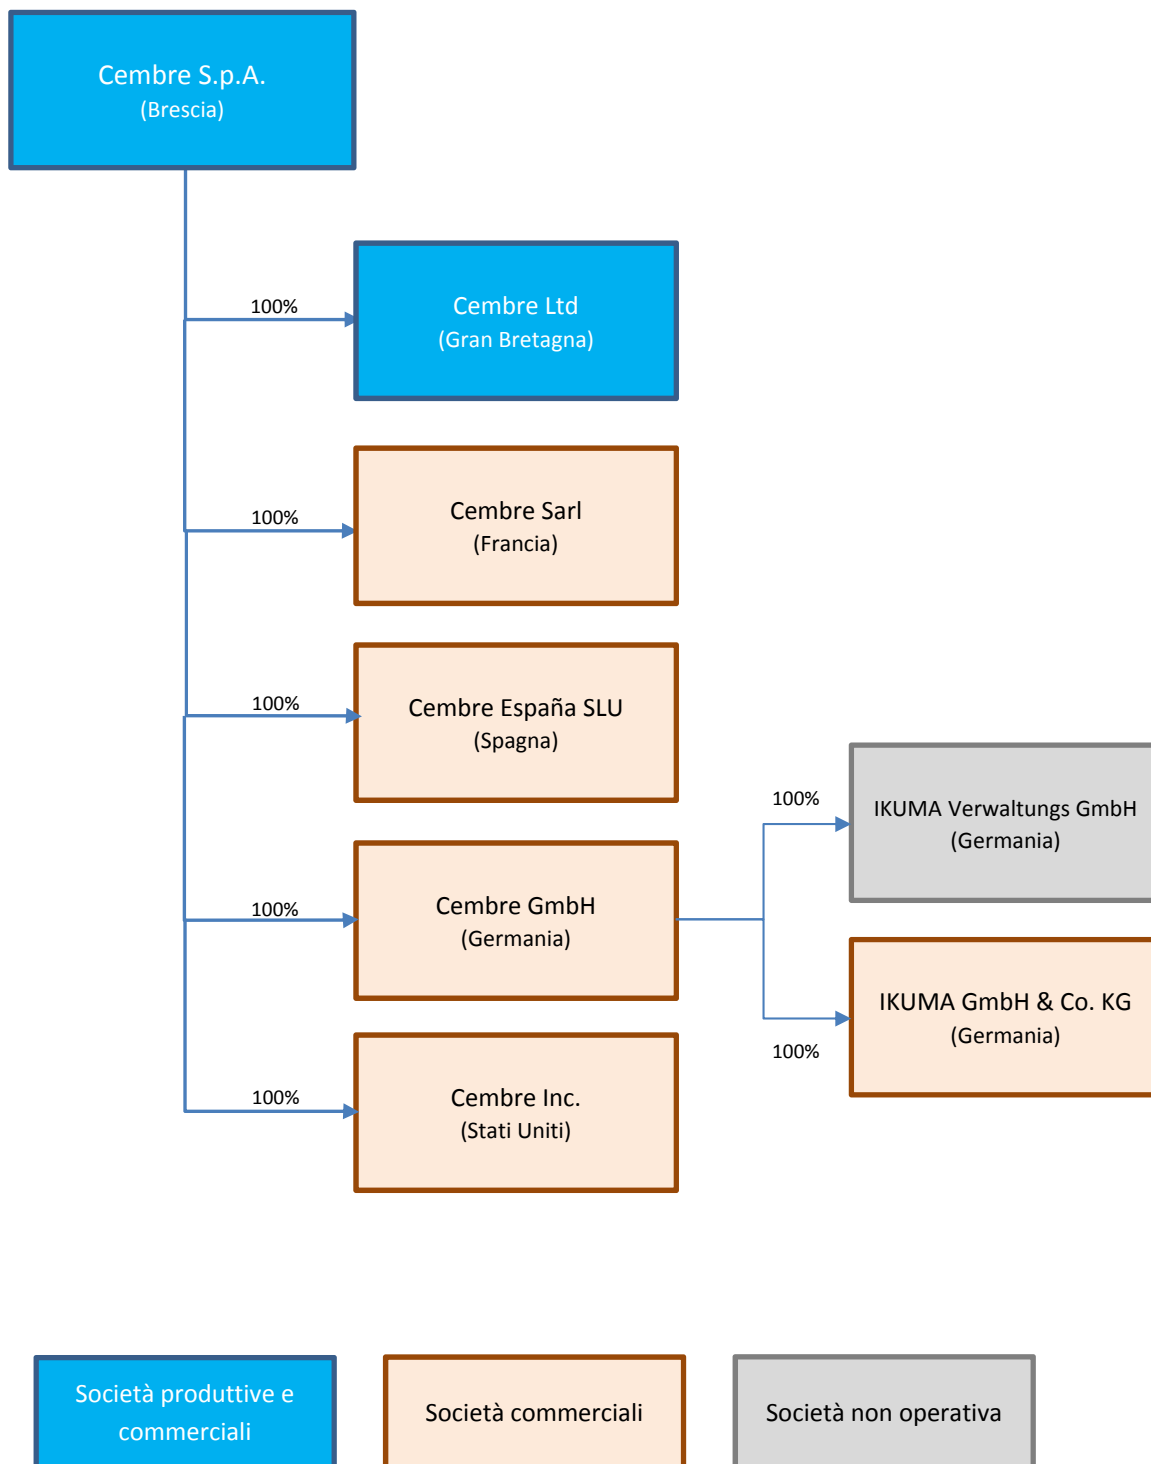 Cembre S.p.A.
(Brescia)
100%
Cembre Ltd
(Gran Bretagna)
100%
Cembre Sarl
(Francia)
100%
Cembre España SLU
(Spagna)
100%
IKUMA Verwaltungs GmbH
(Germania)
100%
Cembre GmbH
(Germania)
IKUMA GmbH & Co. KG
(Germania)
100%
100%
Cembre Inc.
(Stati Uniti)
Società produttive e
commerciali
Società commerciali
Società non operativa